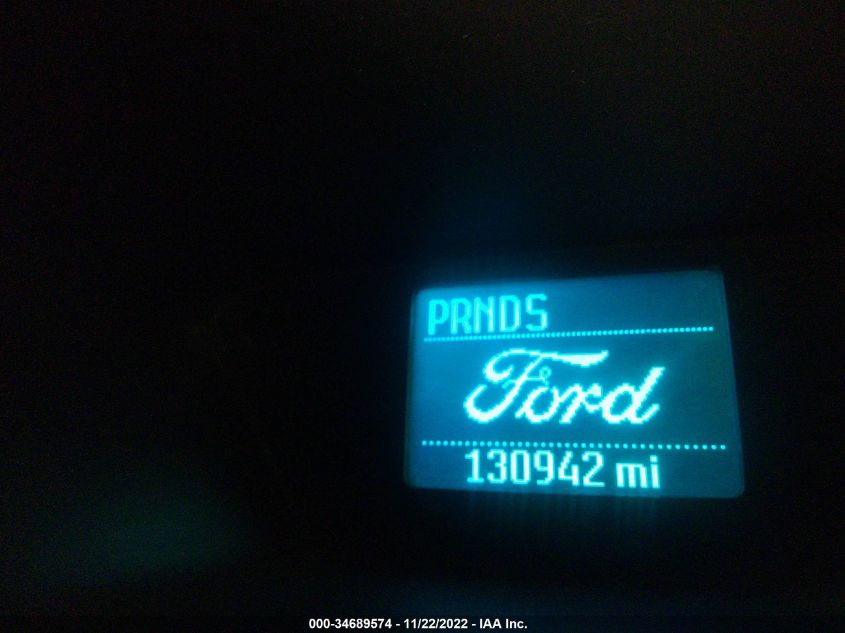 PRNDS
Ford
130942 mi
000-34689574 - 11/22/2022 - IAA Inc.